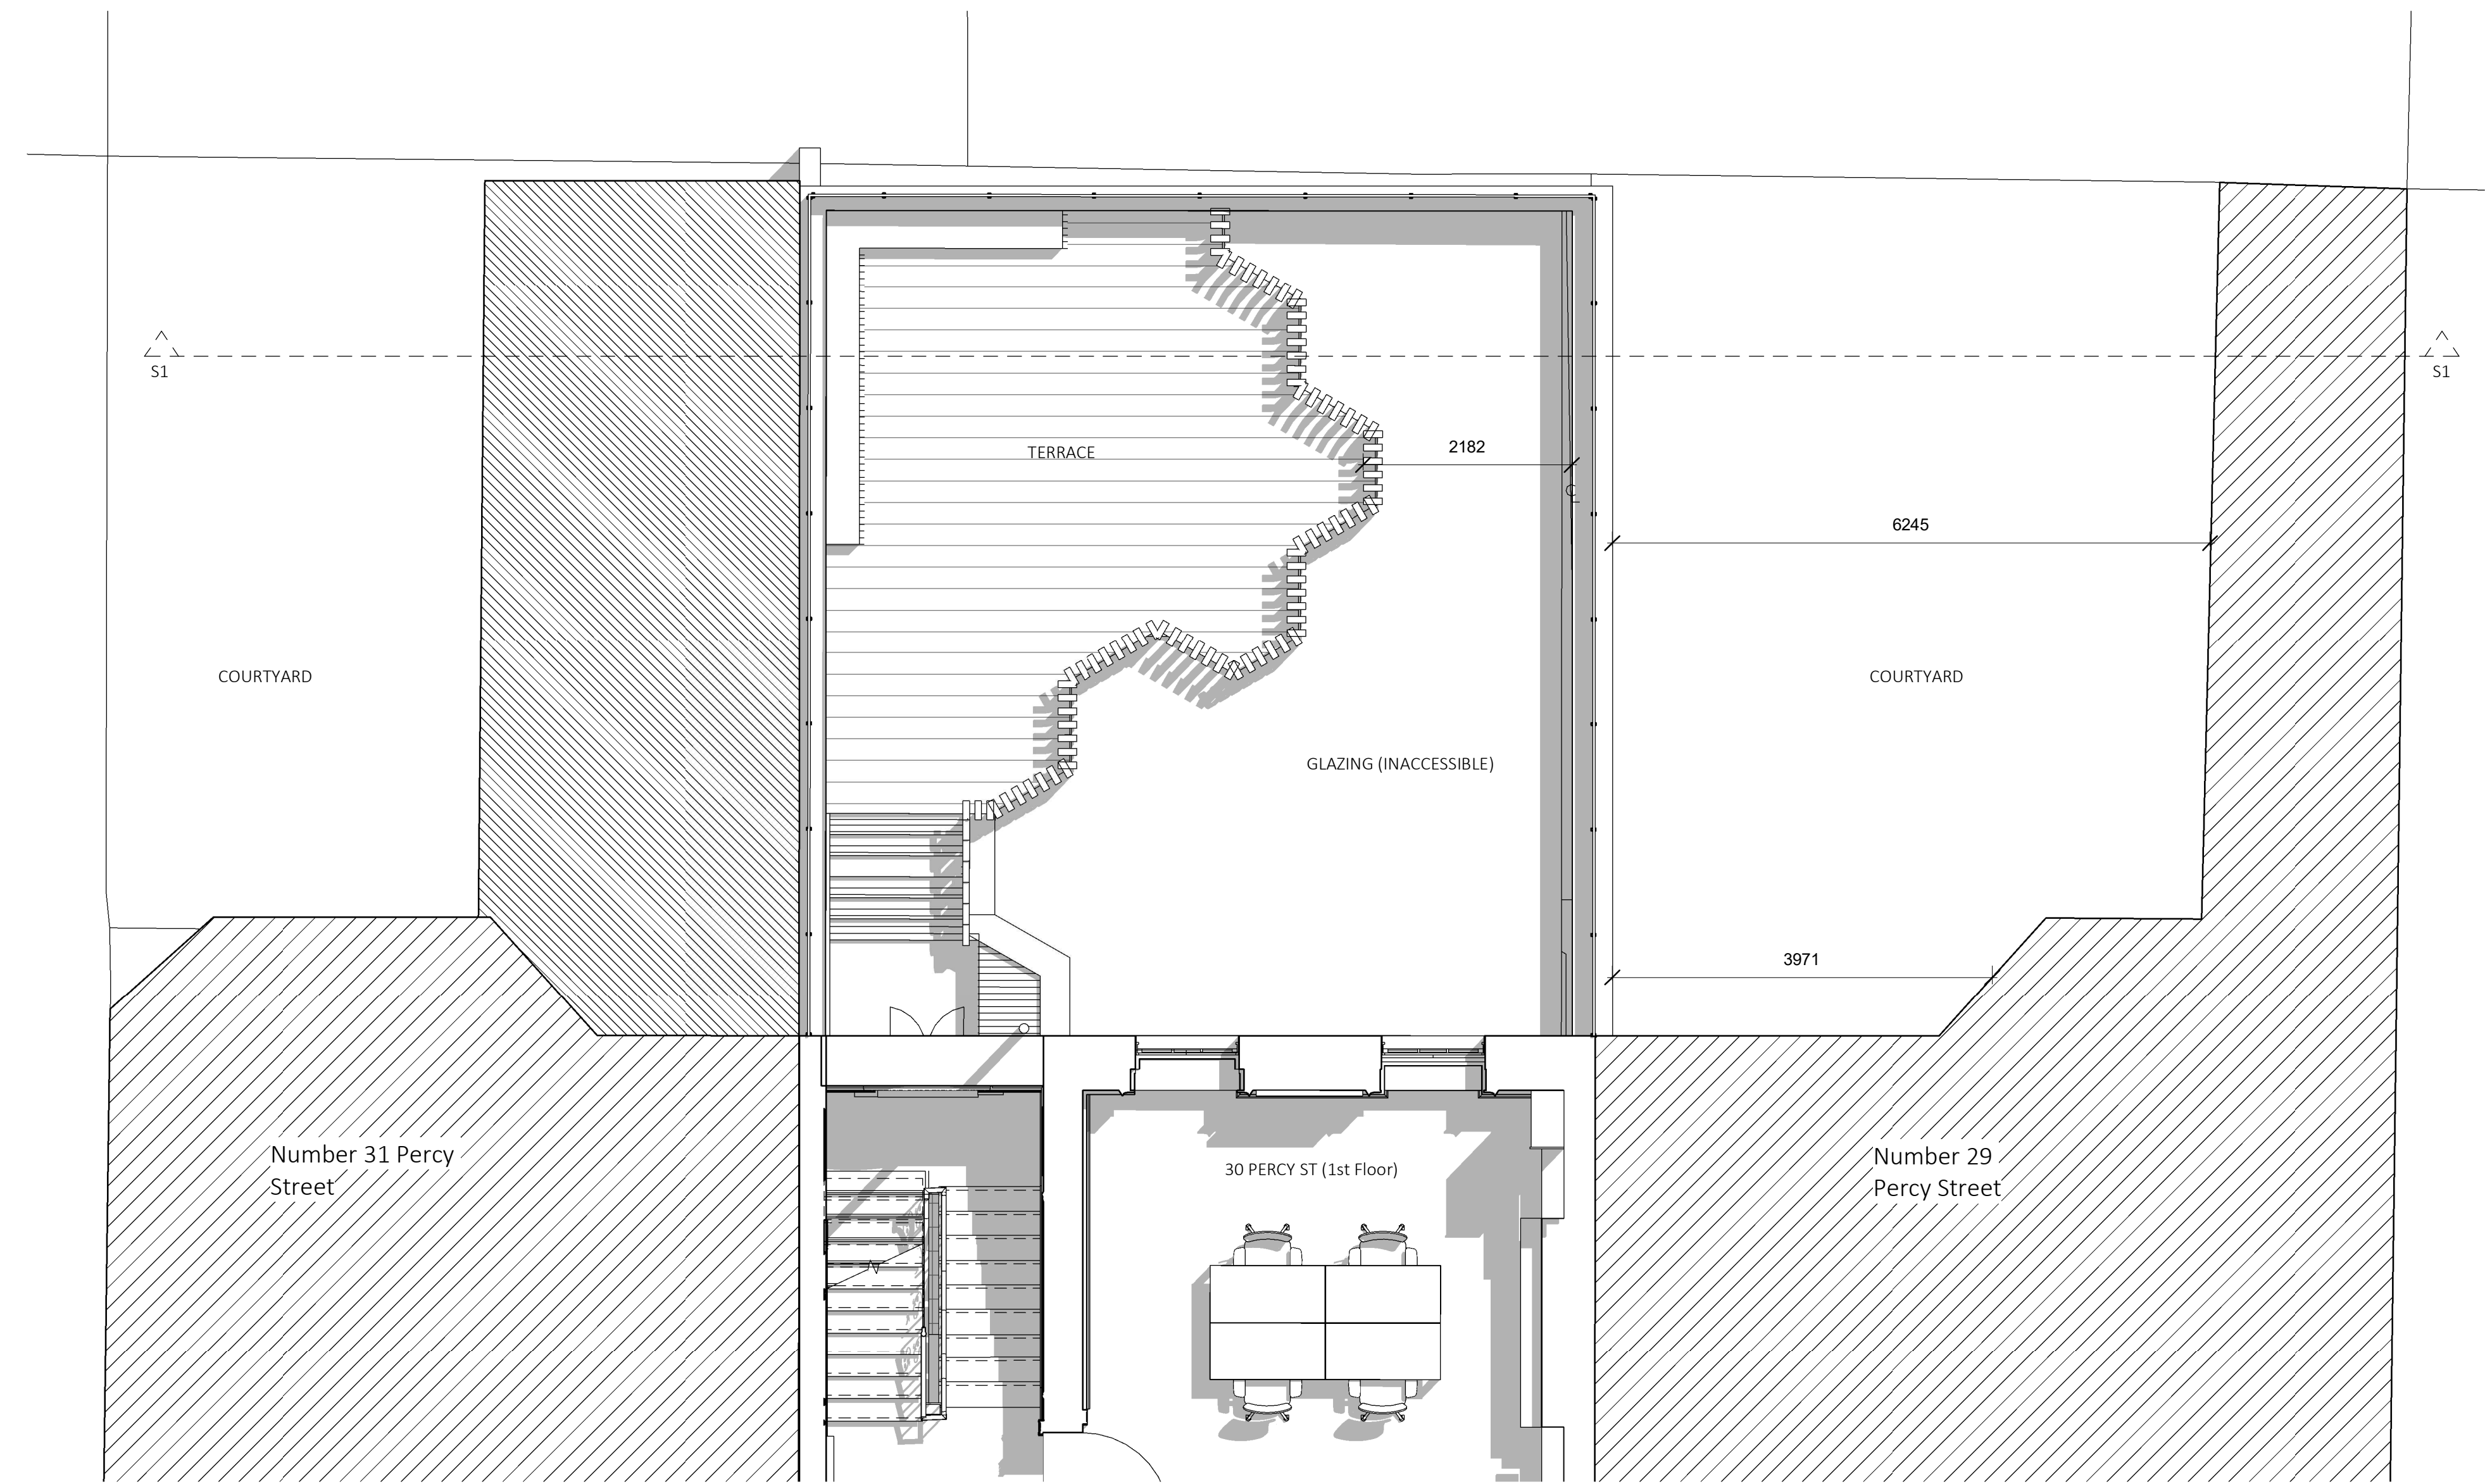 S1
S1
TERRACE
2182
6245
COURTYARD
COURTYARD
GLAZING (INACCESSIBLE)
3971
Number 31 Percy
Street
30 PERCY ST (1st Floor)
Number 29
Percy Street